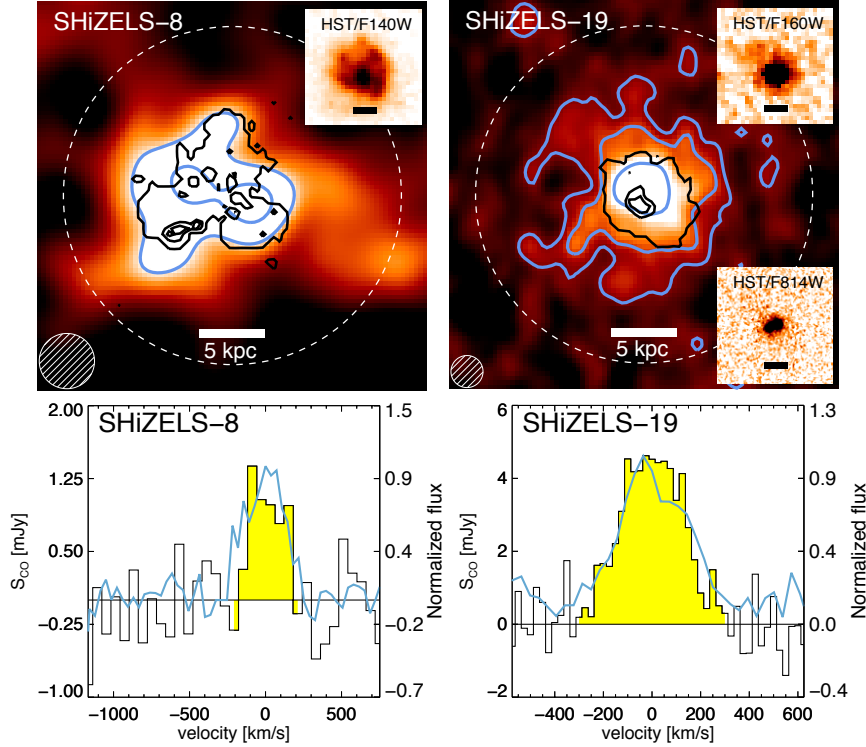 SHiZELS−8
HST/F140W
5 kpc
SHiZELS−19
HST/F160W
HST/F814W
5 kpc
SHiZELS−8
2.00
1.25
0.50
−0.25
−1.00
S_CO [mJy]
1.5
0.9
0.4
−0.2
−0.7
Normalized flux
−1000 −500 0 500
velocity [km/s]
SHiZELS−19
6
4
2
0
−2
S_CO [mJy]
1.3
0.9
0.4
0.0
−0.4
Normalized flux
−400 −200 0 200 400 600
velocity [km/s]